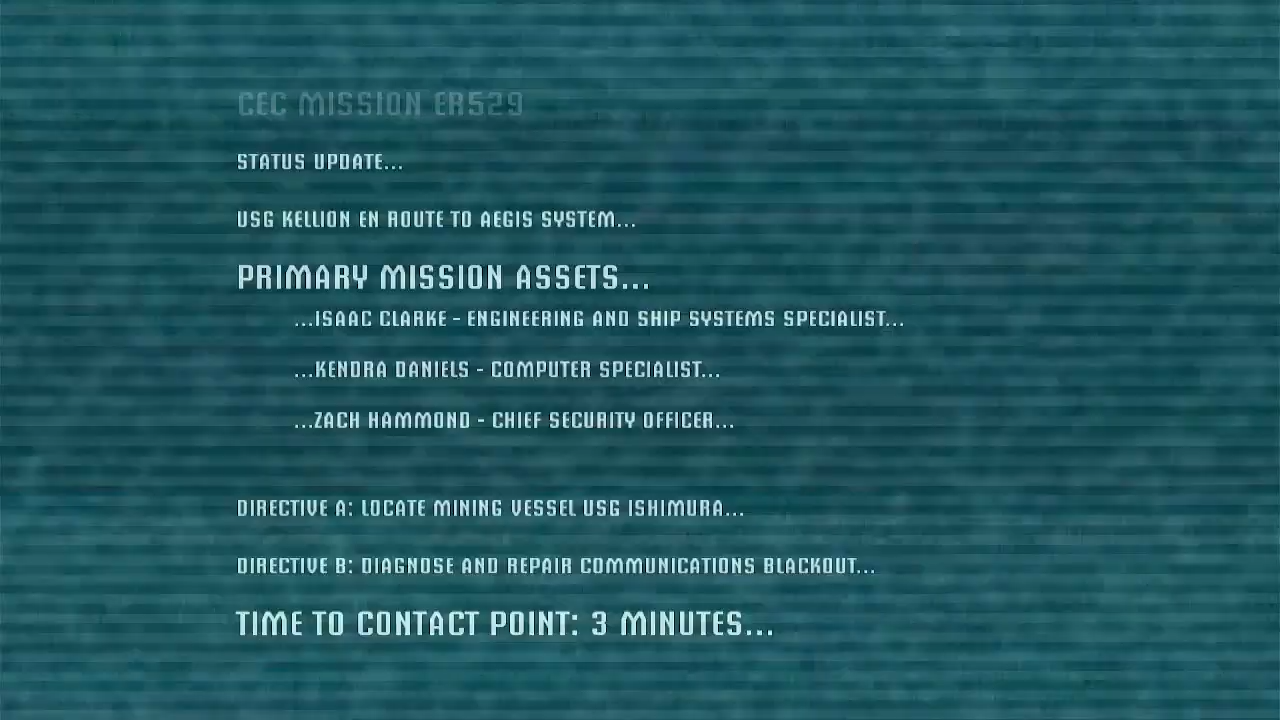 CEC MISSION ER529
STATUS UPDATE...
USG KELLION EN ROUTE TO AEGIS SYSTEM...
PRIMARY MISSION ASSETS...
...ISAAC CLARKE - ENGINEERING AND SHIP SYSTEMS SPECIALIST...
...KENDRA DANIELS - COMPUTER SPECIALIST...
...ZACH HAMMOND - CHIEF SECURITY OFFICER...
DIRECTIVE A: LOCATE MINING VESSEL USG ISHIMURA...
DIRECTIVE B: DIAGNOSE AND REPAIR COMMUNICATIONS BLACKOUT...
TIME TO CONTACT POINT: 3 MINUTES...